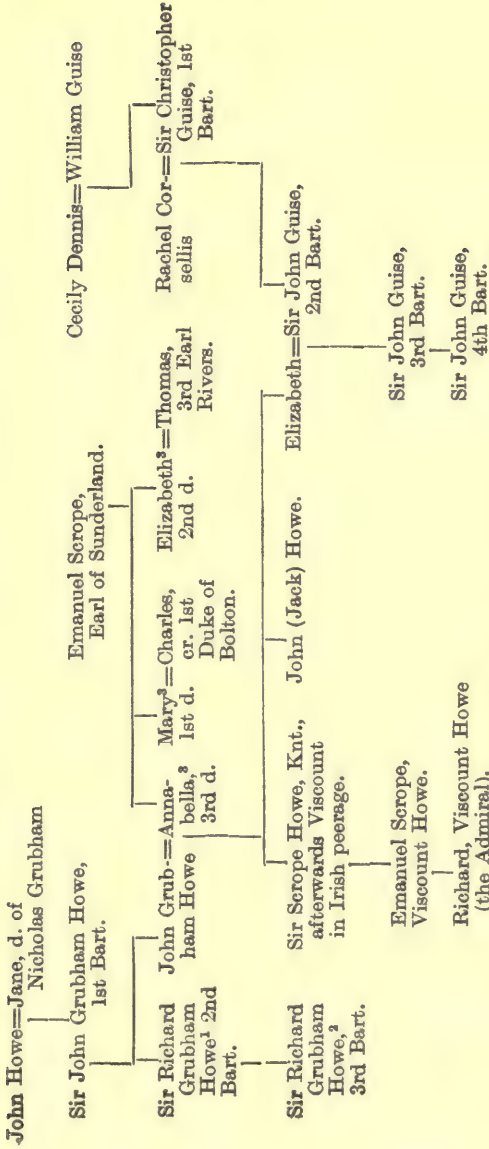 John Howe=Jane, d. of
Nicholas Grubham
Sir John Grubham Howe,
1st Bart.
Emanuel Scrope,
Earl of Sunderland.
Cecily Dennis=William Guise
Sir Richard
Grubham
Howe¹ 2nd
Bart.
John Grub-=Anna-
ham Howe
bella,³
3rd d.
Mary³=Charles,
1st d.
cr. 1st
Duke of
Bolton.
Elizabeth³=Thomas,
2nd d.
3rd Earl
Rivers.
Rachel Cor-=Sir Christopher
sellis
Guise, 1st
Bart.
Sir Richard
Grubham
Howe,²
3rd Bart.
Sir Scrope Howe, Knt.,
afterwards Viscount
in Irish peerage.
John (Jack) Howe.
Elizabeth=Sir John Guise,
2nd Bart.
Emanuel Scrope,
Viscount Howe.
Sir John Guise,
3rd Bart.
Richard, Viscount Howe
(the Admiral).
Sir John Guise,
4th Bart.